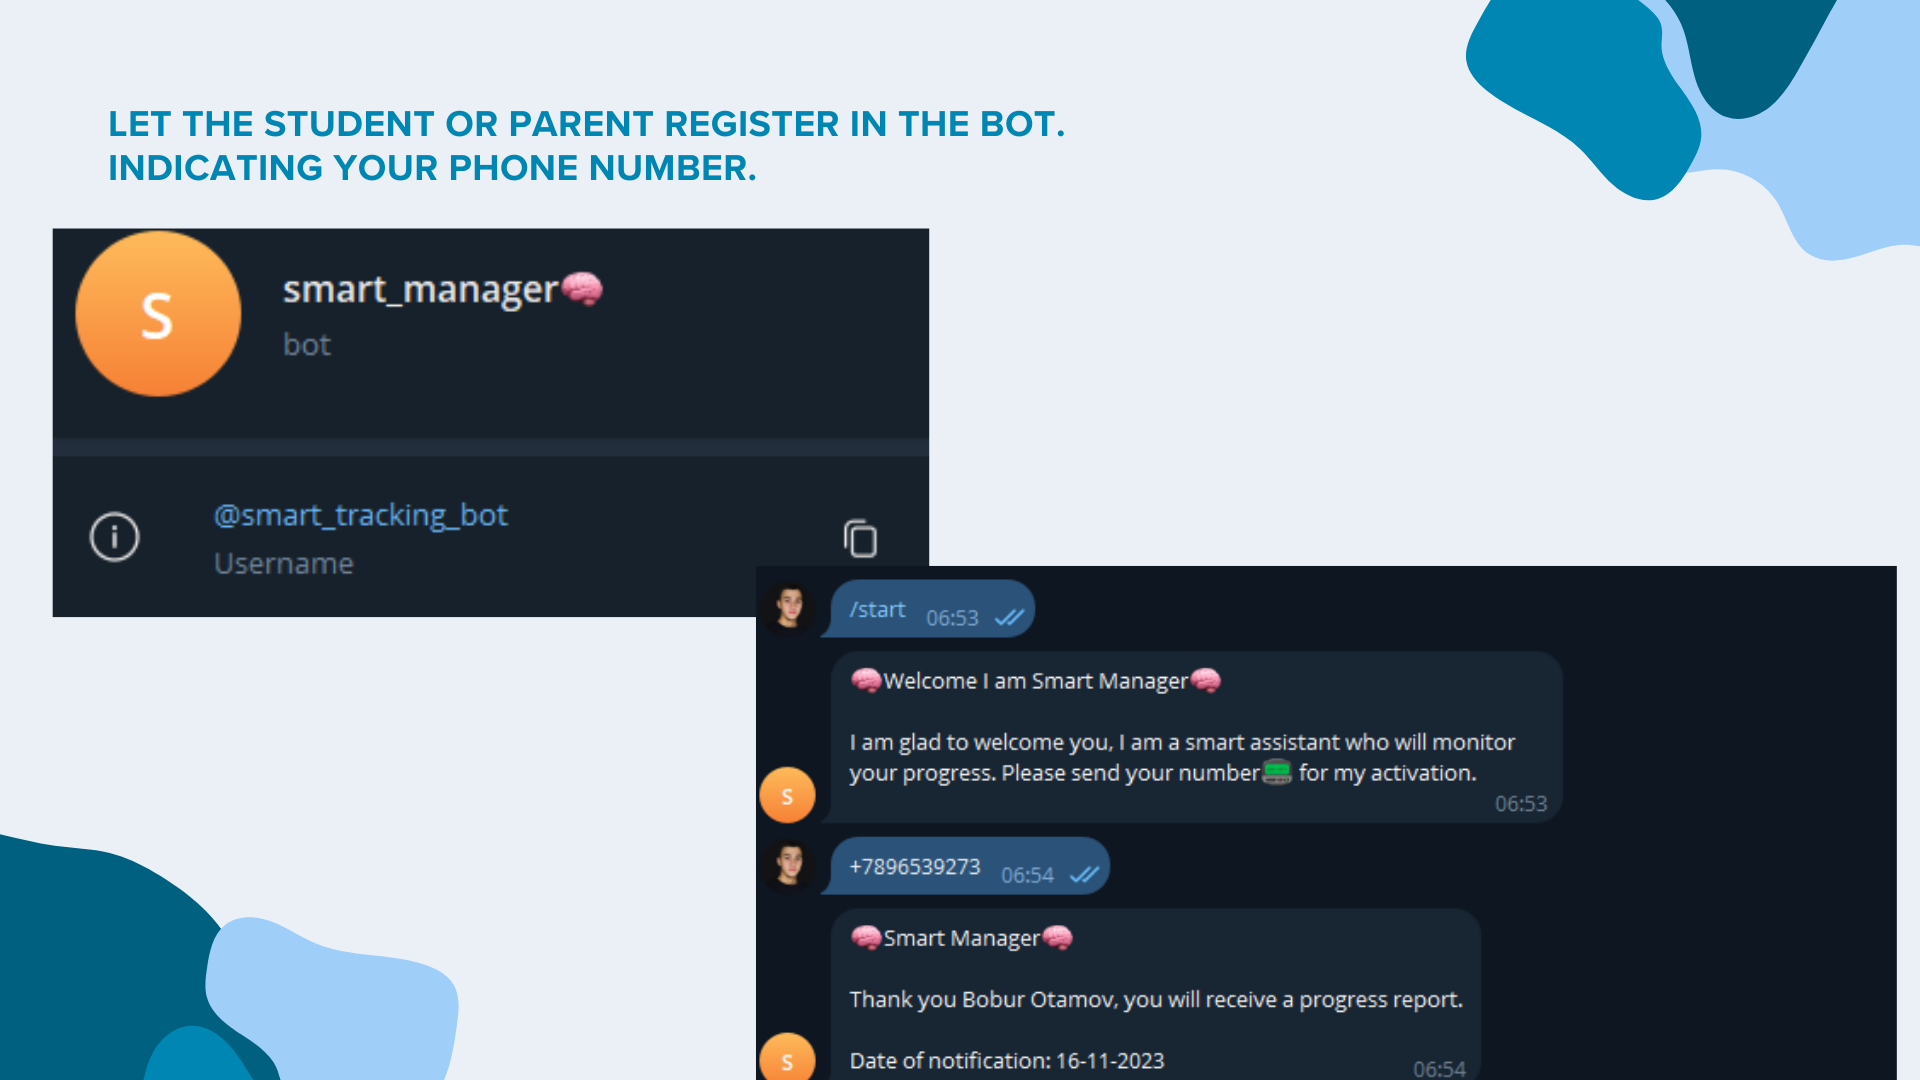 LET THE STUDENT OR PARENT REGISTER IN THE BOT.
INDICATING YOUR PHONE NUMBER.
S
smart_manager🧠
bot
@smart_tracking_bot
Username
/start 06:53
🧠Welcome I am Smart Manager🧠
I am glad to welcome you, I am a smart assistant who will monitor
your progress. Please send your number📟 for my activation.
06:53
S
+7896539273 06:54
🧠Smart Manager🧠
Thank you Bobur Otamov, you will receive a progress report.
Date of notification: 16-11-2023
06:54
S